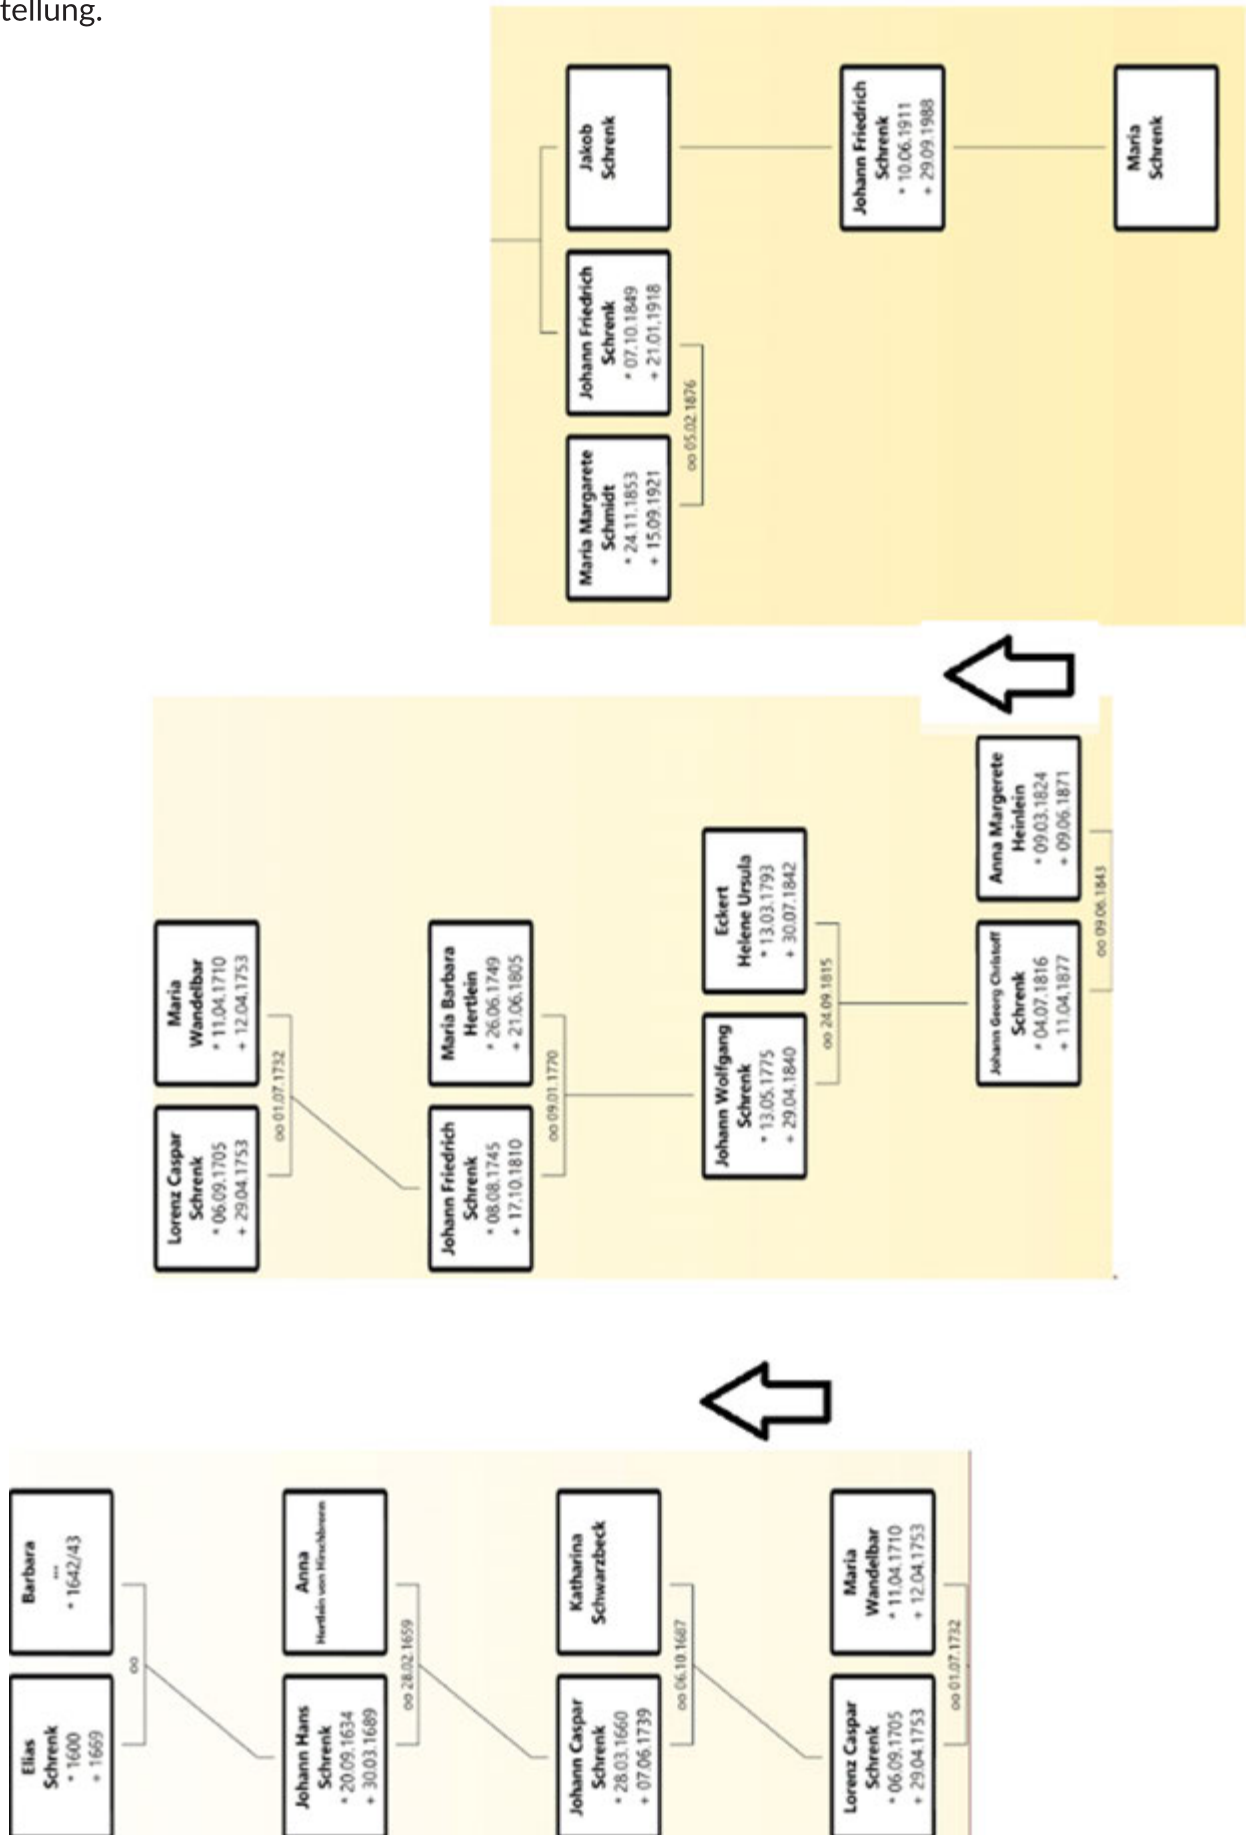 tellung.
Elias
Schrenk
* 1600
+ 1669
Barbara
...
* 1642/43
oo
Johann Hans
Schrenk
* 20.09.1634
+ 30.03.1689
Anna
Hertlein von Hirschbronn
oo 28.02.1659
Johann Caspar
Schrenk
* 28.03.1660
+ 07.06.1739
Katharina
Schwarzbeck
oo 06.10.1687
Lorenz Caspar
Schrenk
* 06.09.1705
+ 29.04.1753
Maria
Wandelbar
* 11.04.1710
+ 12.04.1753
oo 01.07.1732
Lorenz Caspar
Schrenk
* 06.09.1705
+ 29.04.1753
Maria
Wandelbar
* 11.04.1710
+ 12.04.1753
oo 01.07.1732
Johann Friedrich
Schrenk
* 08.08.1745
+ 17.10.1810
Maria Barbara
Hertlein
* 26.06.1749
+ 21.06.1805
oo 09.01.1770
Johann Wolfgang
Schrenk
* 13.05.1775
+ 29.04.1840
Eckert
Helene Ursula
* 13.03.1793
+ 30.07.1842
oo 24.09.1815
Johann Georg Christoff
Schrenk
* 04.07.1816
+ 11.04.1877
Anna Margerete
Heinlein
* 09.03.1824
+ 09.06.1871
oo 09.06.1843
Maria Margarete
Schmidt
* 24.11.1853
+ 15.09.1921
Johann Friedrich
Schrenk
* 07.10.1849
+ 21.01.1918
Jakob
Schrenk
oo 05.02.1876
Johann Friedrich
Schrenk
* 10.06.1911
+ 29.09.1988
Maria
Schrenk